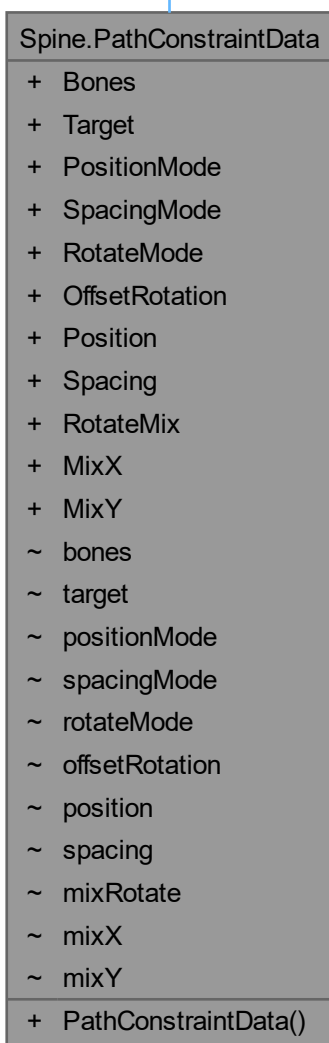 Spine.PathConstraintData
+ Bones
+ Target
+ PositionMode
+ SpacingMode
+ RotateMode
+ OffsetRotation
+ Position
+ Spacing
+ RotateMix
+ MixX
+ MixY
~ bones
~ target
~ positionMode
~ spacingMode
~ rotateMode
~ offsetRotation
~ position
~ spacing
~ mixRotate
~ mixX
~ mixY
+ PathConstraintData()